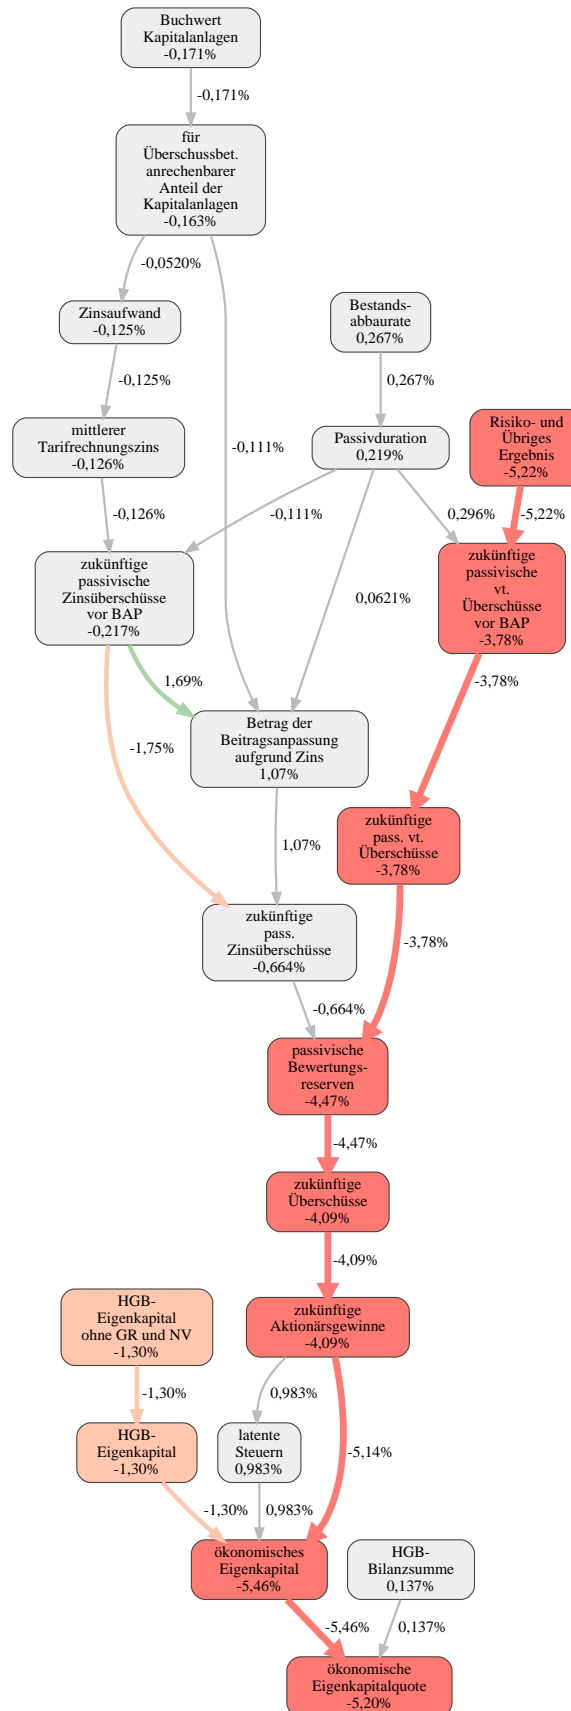 Buchwert
Kapitalanlagen
-0,171%
-0,171%
für
Überschussbet.
anrechenbarer
Anteil der
Kapitalanlagen
-0,163%
-0,0520%
Zinsaufwand
-0,125%
Bestands-
abbaurate
0,267%
-0,125%
0,267%
mittlerer
Tarifrechnungszins
-0,126%
-0,111%
Passivduration
0,219%
Risiko- und
Übriges
Ergebnis
-5,22%
-0,126%
-0,111%
0,296%
-5,22%
zukünftige
passivische
Zinsüberschüsse
vor BAP
-0,217%
0,0621%
zukünftige
passivische
vt.
Überschüsse
vor BAP
-3,78%
1,69%
-3,78%
-1,75%
Betrag der
Beitragsanpassung
aufgrund Zins
1,07%
1,07%
zukünftige
pass. vt.
Überschüsse
-3,78%
zukünftige
pass.
Zinsüberschüsse
-0,664%
-3,78%
-0,664%
passivische
Bewertungs-
reserven
-4,47%
-4,47%
zukünftige
Überschüsse
-4,09%
-4,09%
HGB-
Eigenkapital
ohne GR und NV
-1,30%
zukünftige
Aktionärsgewinne
-4,09%
-1,30%
0,983%
HGB-
Eigenkapital
-1,30%
latente
Steuern
0,983%
-5,14%
-1,30%
0,983%
ökonomisches
Eigenkapital
-5,46%
HGB-
Bilanzsumme
0,137%
-5,46%
0,137%
ökonomische
Eigenkapitalquote
-5,20%